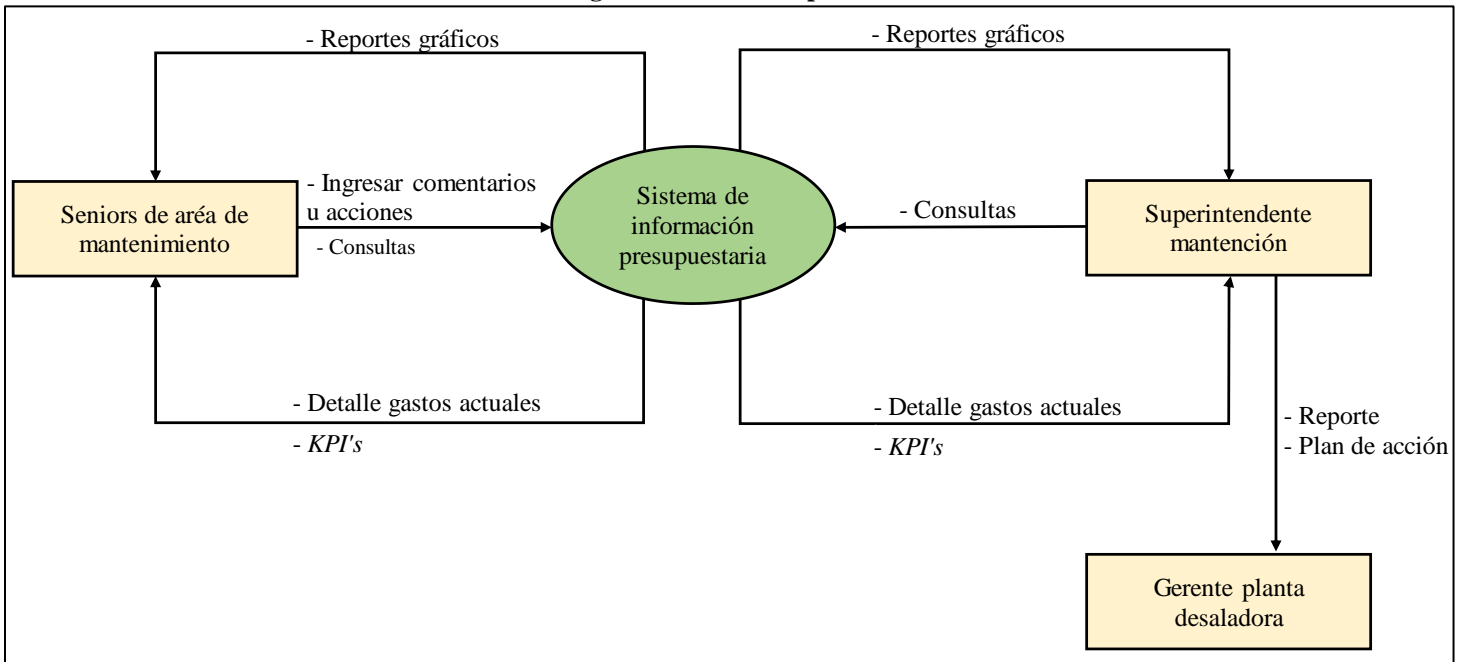 - Reportes gráficos
- Reportes gráficos
- Ingresar comentarios
u acciones
- Consultas
Seniors de aréa de
mantenimiento
Sistema de
información
presupuestaria
- Consultas
Superintendente
mantención
- Detalle gastos actuales
- KPI's
- Detalle gastos actuales
- KPI's
- Reporte
- Plan de acción
Gerente planta
desaladora